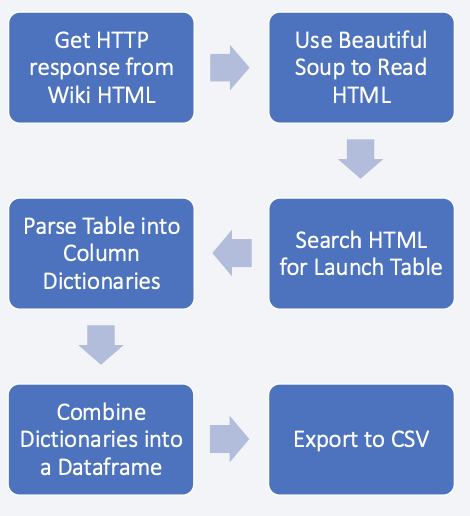 Get HTTP
response from
Wiki HTML
Use Beautiful
Soup to Read
HTML
Search HTML
for Launch Table
Parse Table into
Column
Dictionaries
Combine
Dictionaries into
a Dataframe
Export to CSV